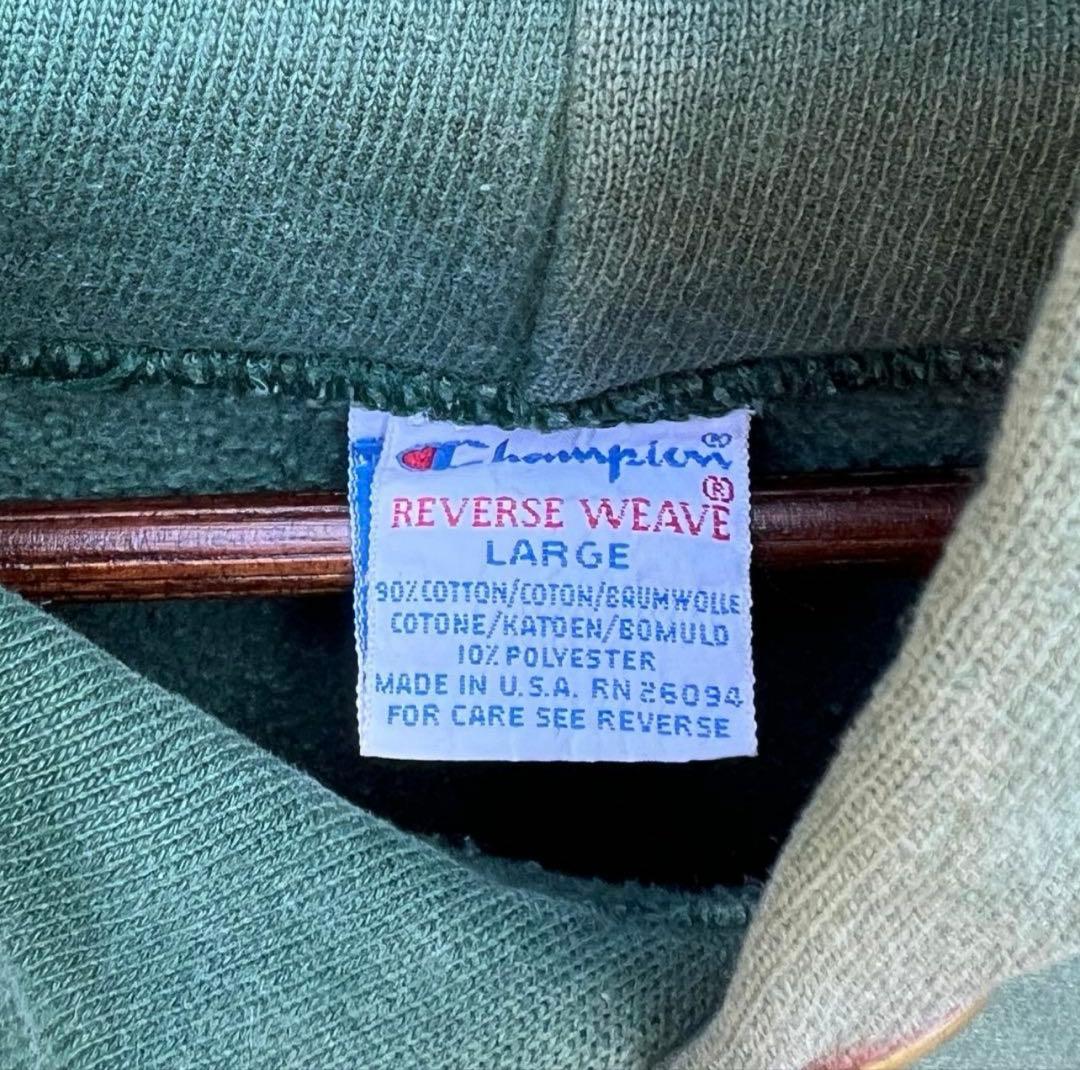 Champion®
REVERSE WEAVE®
LARGE
90% COTTON/COTON/BAUMWOLLE
COTONE/KATOEN/BOMULD
10% POLYESTER
MADE IN U.S.A. RN 26094
FOR CARE SEE REVERSE